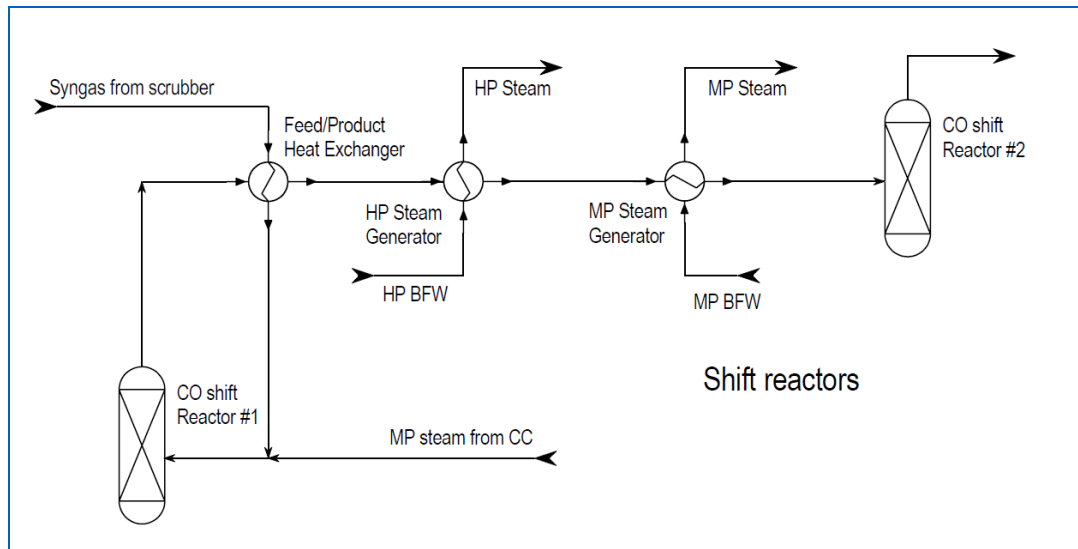 Syngas from scrubber
Feed/Product
Heat Exchanger
HP Steam
MP Steam
CO shift
Reactor #2
HP Steam
Generator
MP Steam
Generator
HP BFW
MP BFW
Shift reactors
CO shift
Reactor #1
MP steam from CC